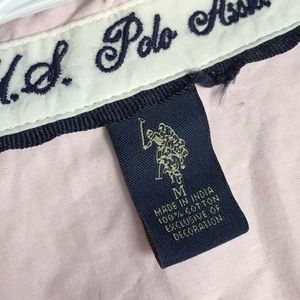 U.S. Polo Assn.
M
MADE IN INDIA
100% COTTON
EXCLUSIVE OF
DECORATION